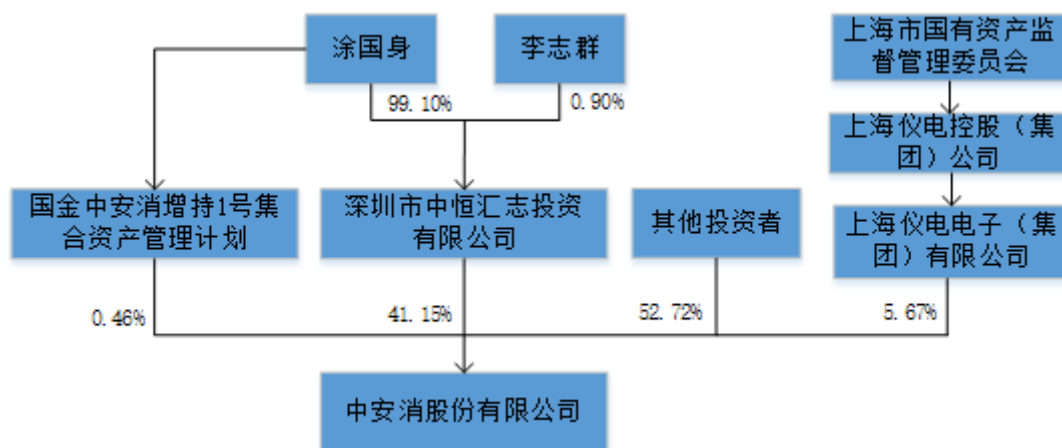 涂国身
李志群
上海市国有资产监
督管理委员会
99.10%
0.90%
上海仪电控股（集
团）公司
国金中安消增持1号集
合资产管理计划
深圳市中恒汇志投资
有限公司
其他投资者
上海仪电电子（集
团）有限公司
0.46%
41.15%
52.72%
5.67%
中安消股份有限公司